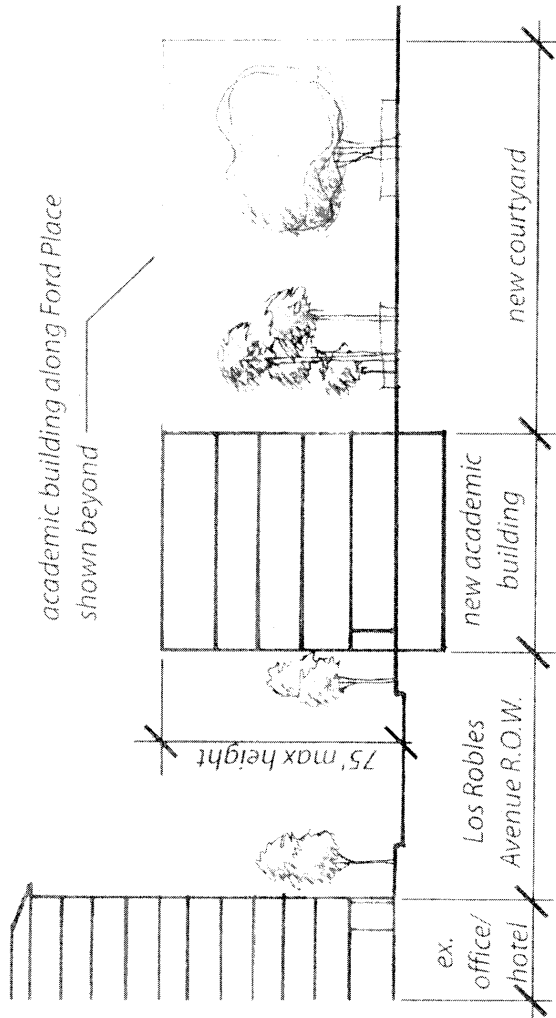 academic building along Ford Place
shown beyond
75' max height
ex.
office/
hotel
Los Robles
Avenue R.O.W.
new academic
building
new courtyard